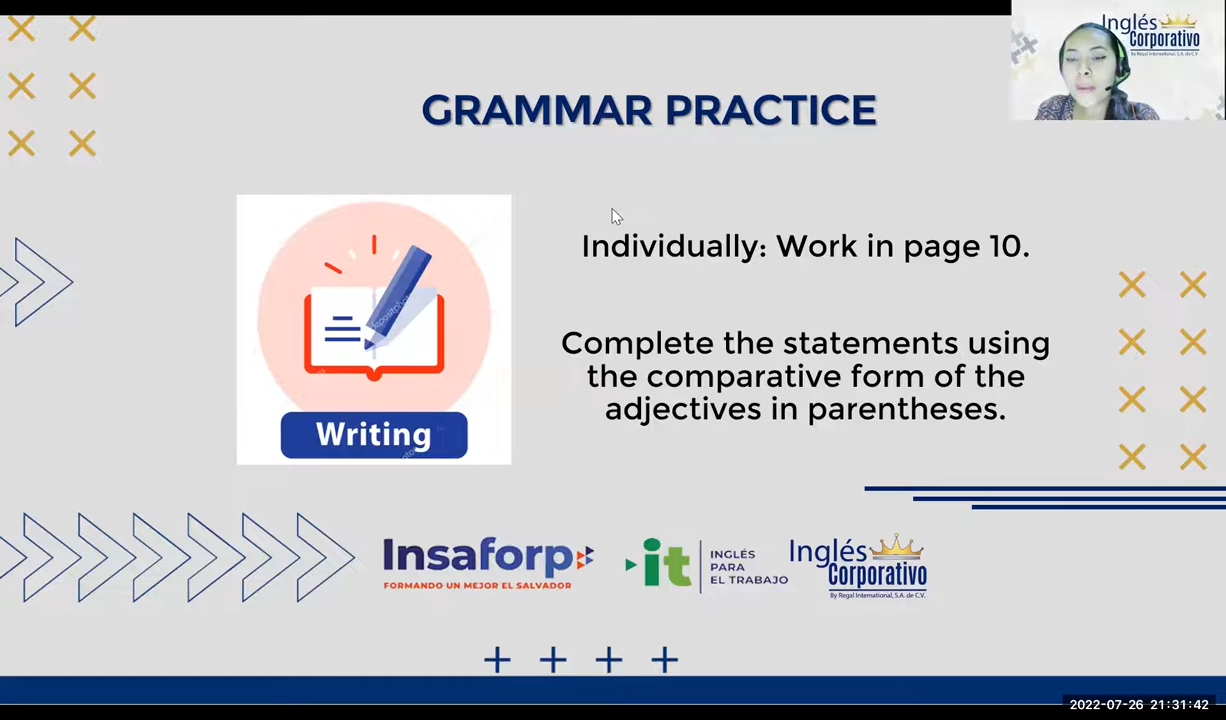 Inglés
Corporativo
By Regal International, S.A. de C.V.
GRAMMAR PRACTICE
Individually: Work in page 10.
Complete the statements using
the comparative form of the
adjectives in parentheses.
Writing
Insaforp
FORMANDO UN MEJOR EL SALVADOR
it
INGLÉS
PARA
EL TRABAJO
Inglés
Corporativo
By Regal International, S.A. de C.V.
2022-07-26 21:31:42